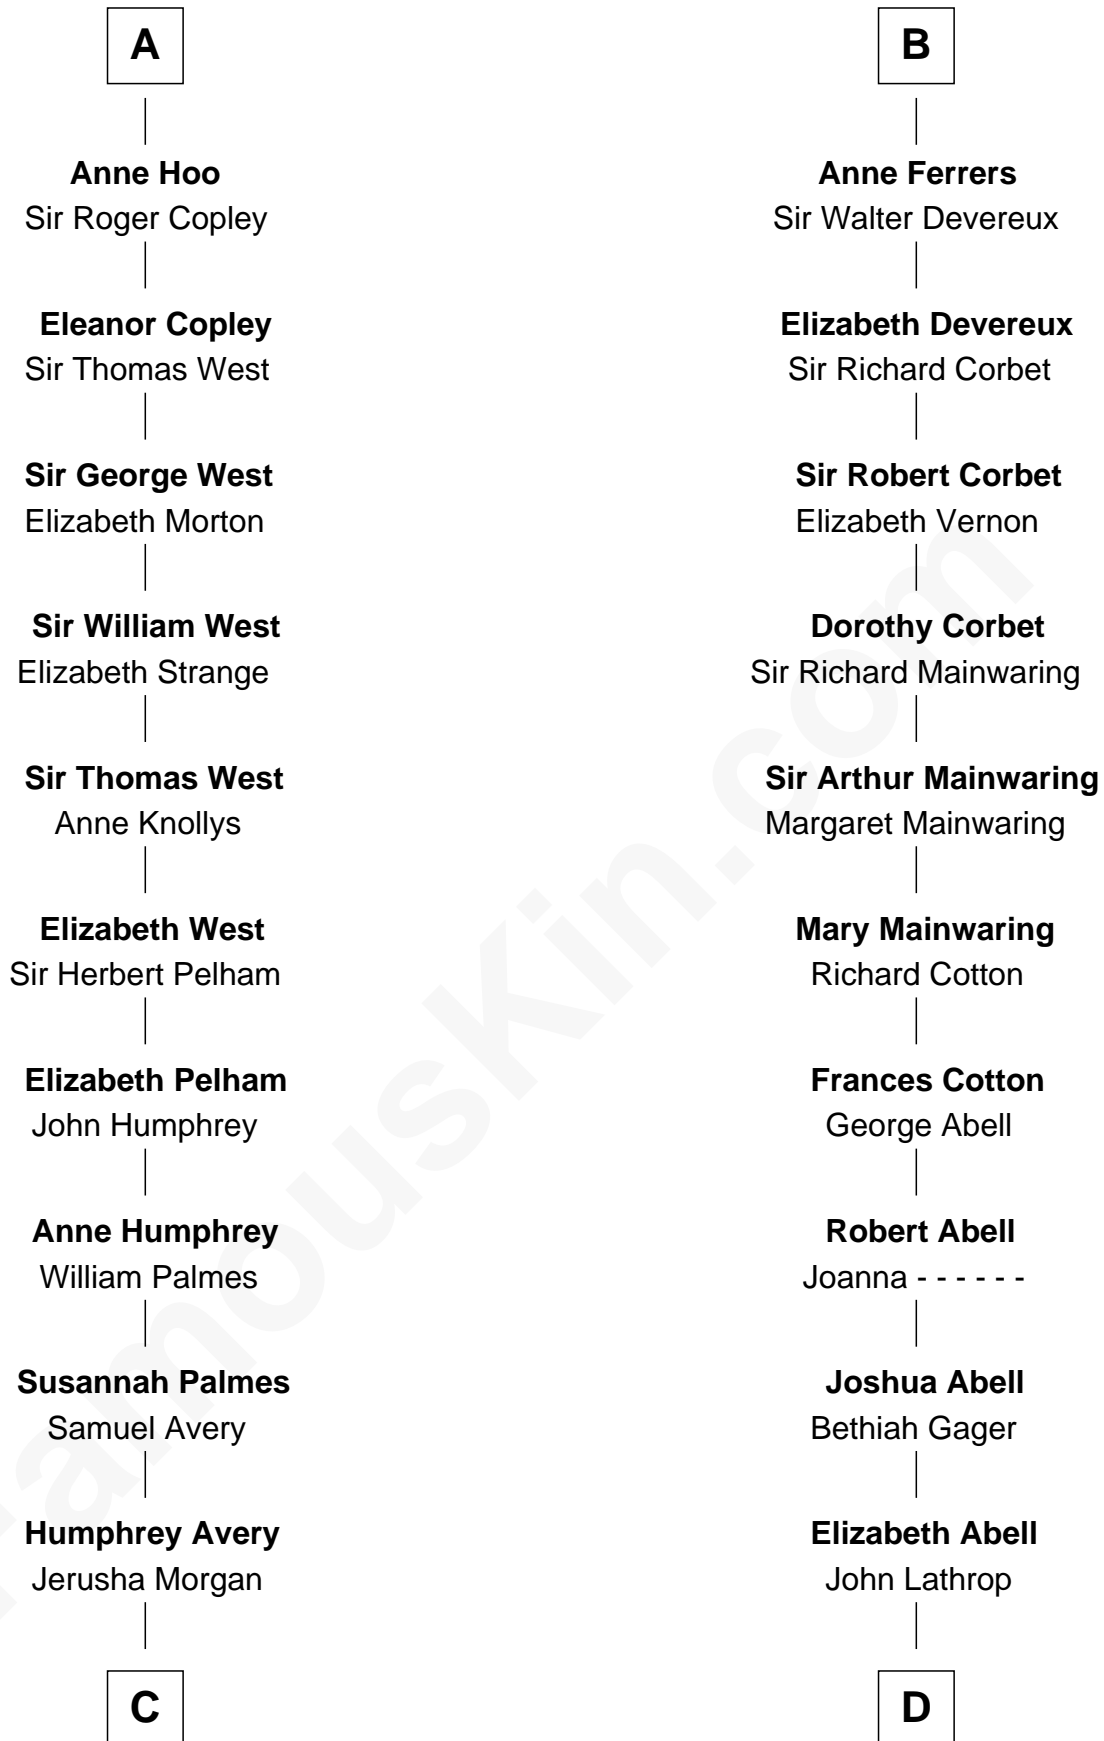 A
Anne Hoo
Sir Roger Copley
Eleanor Copley
Sir Thomas West
Sir George West
Elizabeth Morton
Sir William West
Elizabeth Strange
Sir Thomas West
Anne Knollys
Elizabeth West
Sir Herbert Pelham
Elizabeth Pelham
John Humphrey
Anne Humphrey
William Palmes
Susannah Palmes
Samuel Avery
Humphrey Avery
Jerusha Morgan
C
B
Anne Ferrers
Sir Walter Devereux
Elizabeth Devereux
Sir Richard Corbet
Sir Robert Corbet
Elizabeth Vernon
Dorothy Corbet
Sir Richard Mainwaring
Sir Arthur Mainwaring
Margaret Mainwaring
Mary Mainwaring
Richard Cotton
Frances Cotton
George Abell
Robert Abell
Joanna - - - - - -
Joshua Abell
Bethiah Gager
Elizabeth Abell
John Lathrop
D
FamousKin.com